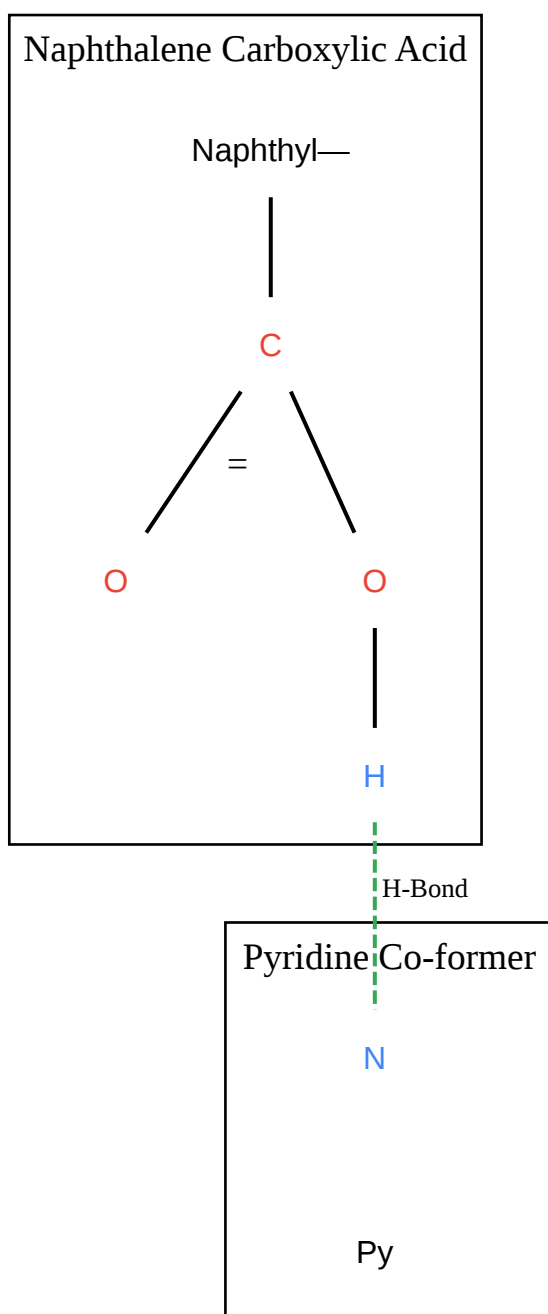 Naphthalene Carboxylic Acid
Naphthyl—
C
=
O O
H
H-Bond
Pyridine Co-former
N
Py